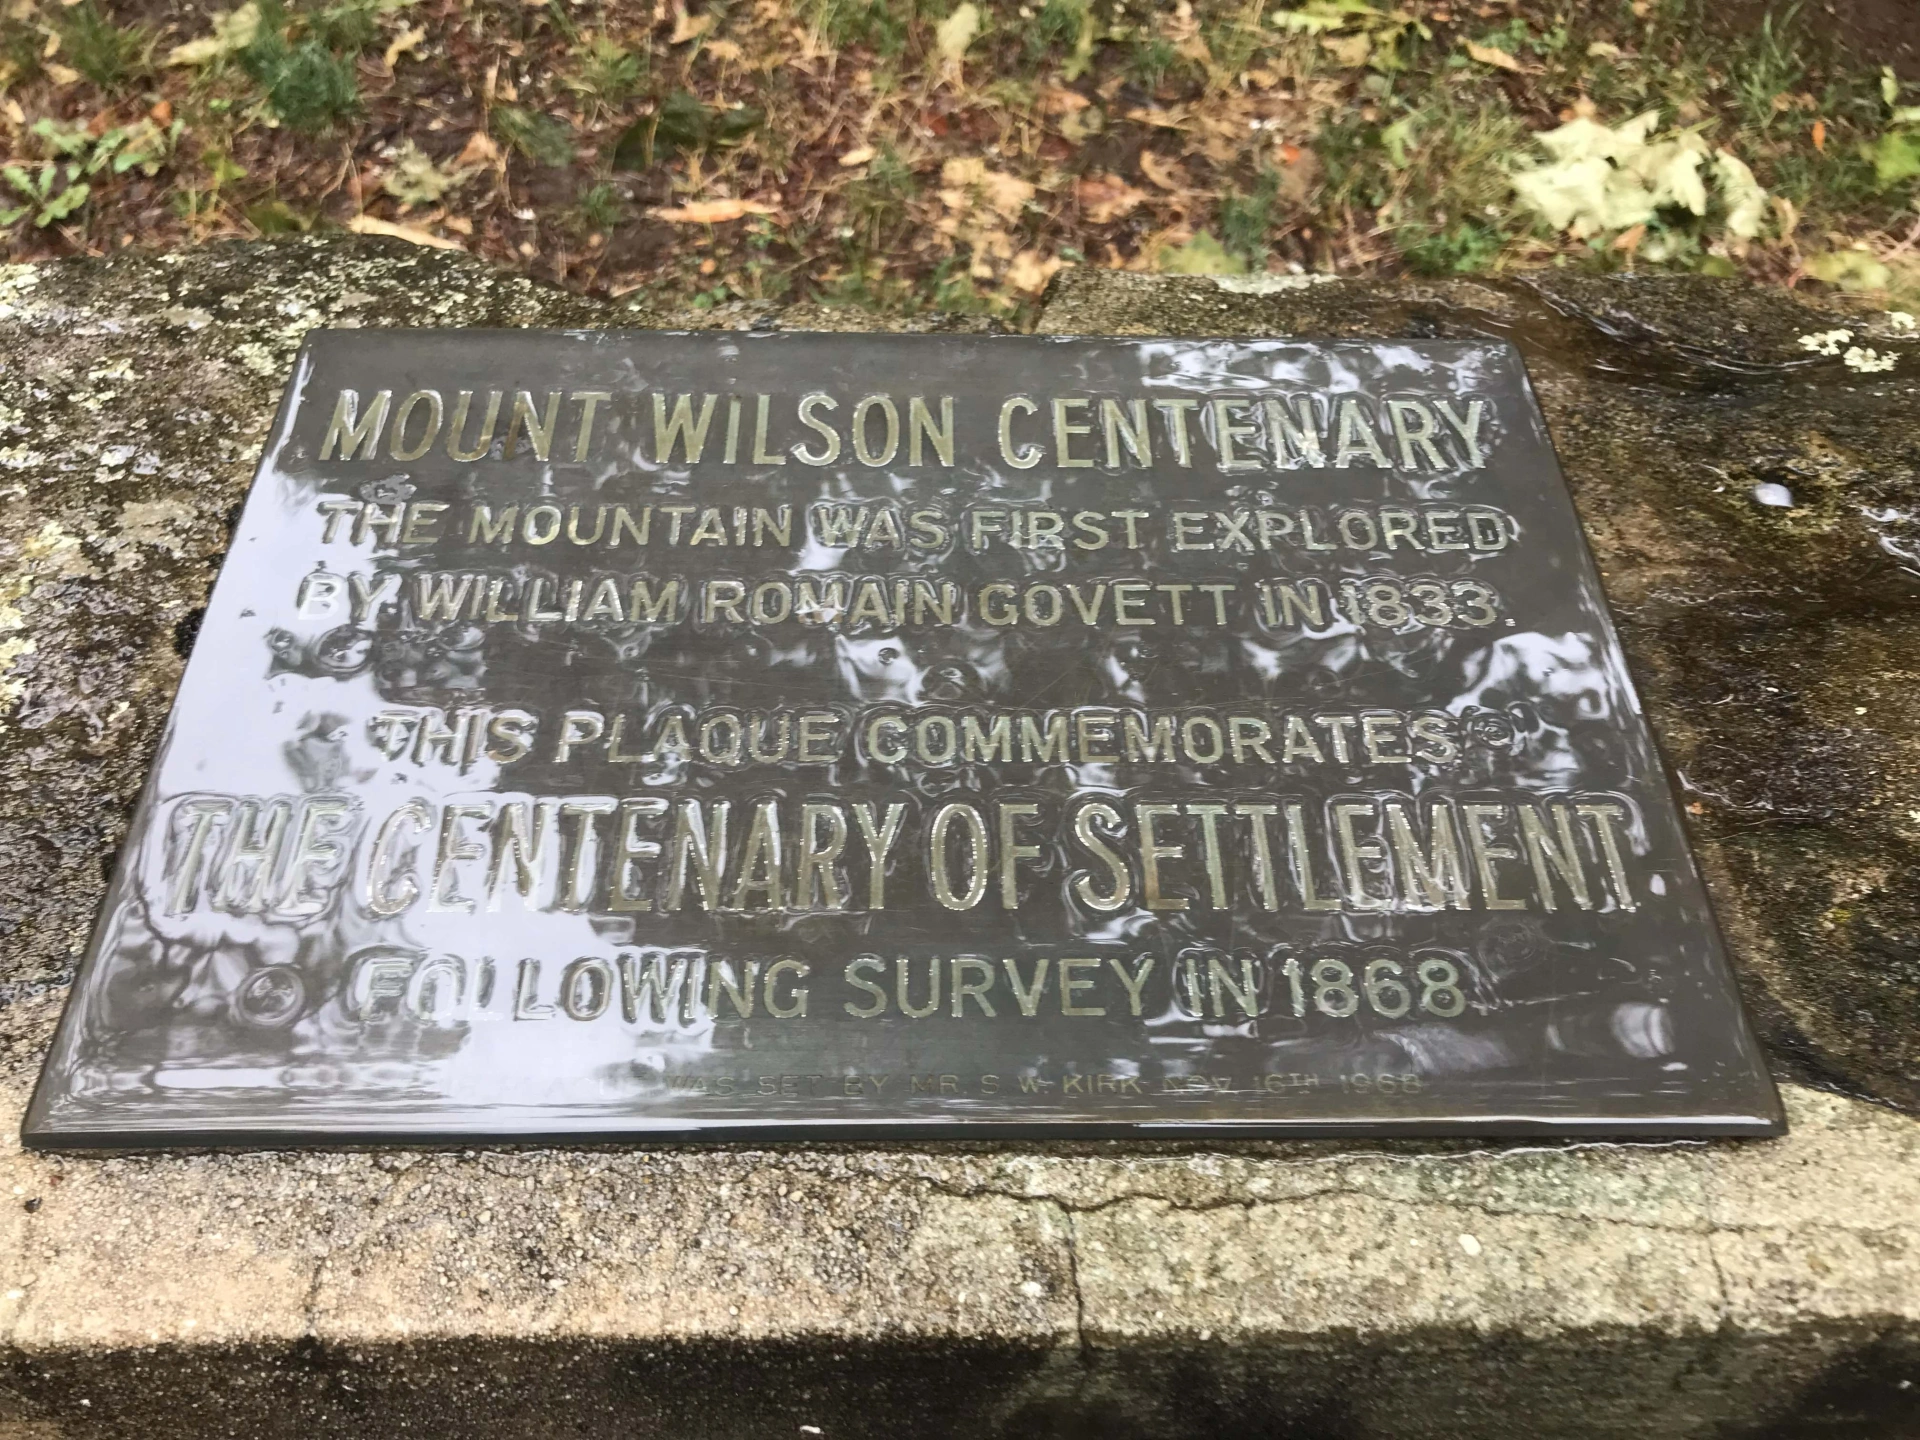 MOUNT WILSON CENTENARY
THE MOUNTAIN WAS FIRST EXPLORED
BY WILLIAM ROMAIN GOVETT IN 1833.
THIS PLAQUE COMMEMORATES
THE CENTENARY OF SETTLEMENT
FOLLOWING SURVEY IN 1868
WAS SET BY MR S. W. KIRK NOV 16TH 1968